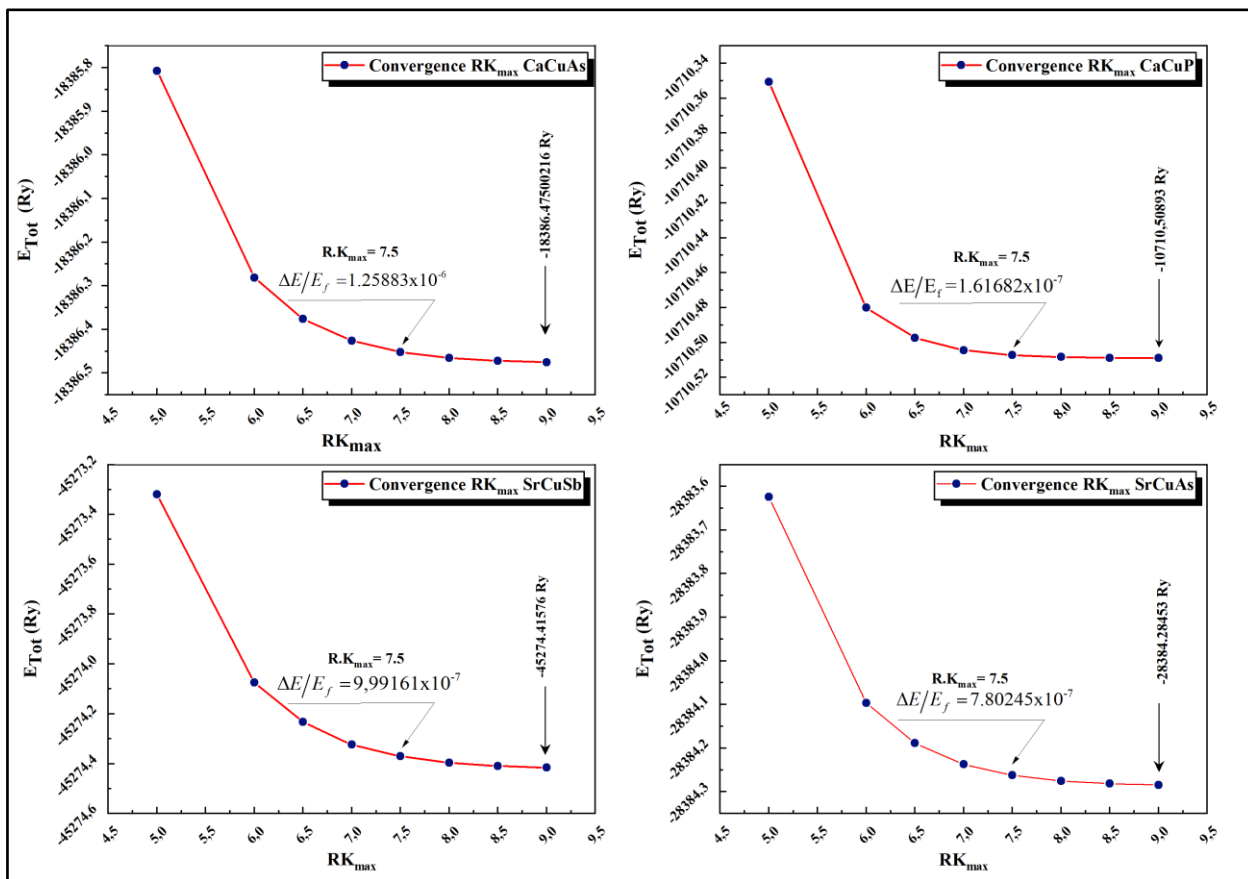 Convergence RKmax CaCuAs
-18385,8
-18385,9
-18386,0
-18386,1
-18386,2
-18386,3
-18386,4
-18386,5
ETot (Ry)
R.Kmax= 7.5
ΔE/Ef =1.25883x10-6
-18386.47500216 Ry
4,5 5,0 5,5 6,0 6,5 7,0 7,5 8,0 8,5 9,0 9,5
RKmax
Convergence RKmax CaCuP
-10710,34
-10710,36
-10710,38
-10710,40
-10710,42
-10710,44
-10710,46
-10710,48
-10710,50
-10710,52
ETot (Ry)
R.Kmax= 7.5
ΔE/Ef =1.61682x10-7
-10710,50893 Ry
4,5 5,0 5,5 6,0 6,5 7,0 7,5 8,0 8,5 9,0 9,5
RKmax
Convergence RKmax SrCuSb
-45273,2
-45273,4
-45273,6
-45273,8
-45274,0
-45274,2
-45274,4
-45274,6
ETot (Ry)
R.Kmax= 7.5
ΔE/Ef =9,99161x10-7
-45274.41576 Ry
4,5 5,0 5,5 6,0 6,5 7,0 7,5 8,0 8,5 9,0 9,5
RKmax
Convergence RKmax SrCuAs
-28383,6
-28383,7
-28383,8
-28383,9
-28384,0
-28384,1
-28384,2
-28384,3
ETot (Ry)
R.Kmax= 7.5
ΔE/Ef =7.80245x10-7
-28384.28453 Ry
4,5 5,0 5,5 6,0 6,5 7,0 7,5 8,0 8,5 9,0 9,5
RKmax